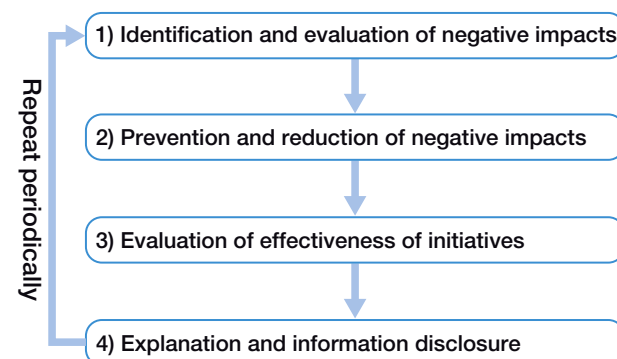 1) Identification and evaluation of negative impacts
2) Prevention and reduction of negative impacts
3) Evaluation of effectiveness of initiatives
4) Explanation and information disclosure
Repeat periodically